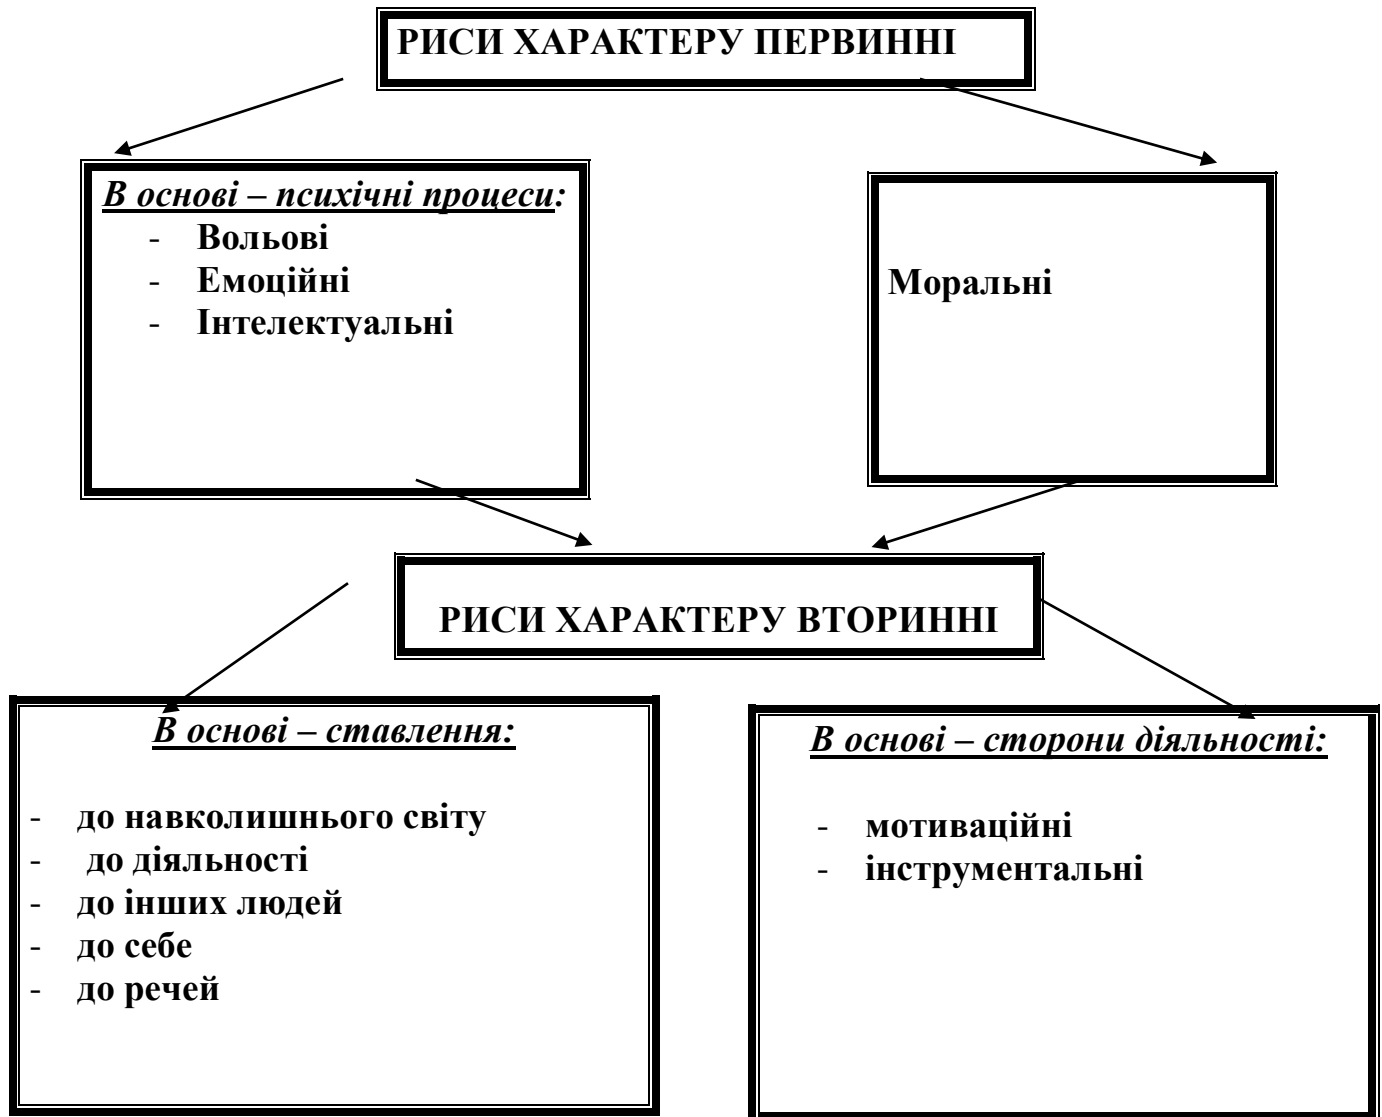 РИСИ ХАРАКТЕРУ ПЕРВИННІ
В основі – психічні процеси:
- Вольові
- Емоційні
- Інтелектуальні
Моральні
РИСИ ХАРАКТЕРУ ВТОРИННІ
В основі – ставлення:
- до навколишнього світу
- до діяльності
- до інших людей
- до себе
- до речей
В основі – сторони діяльності:
- мотиваційні
- інструментальні